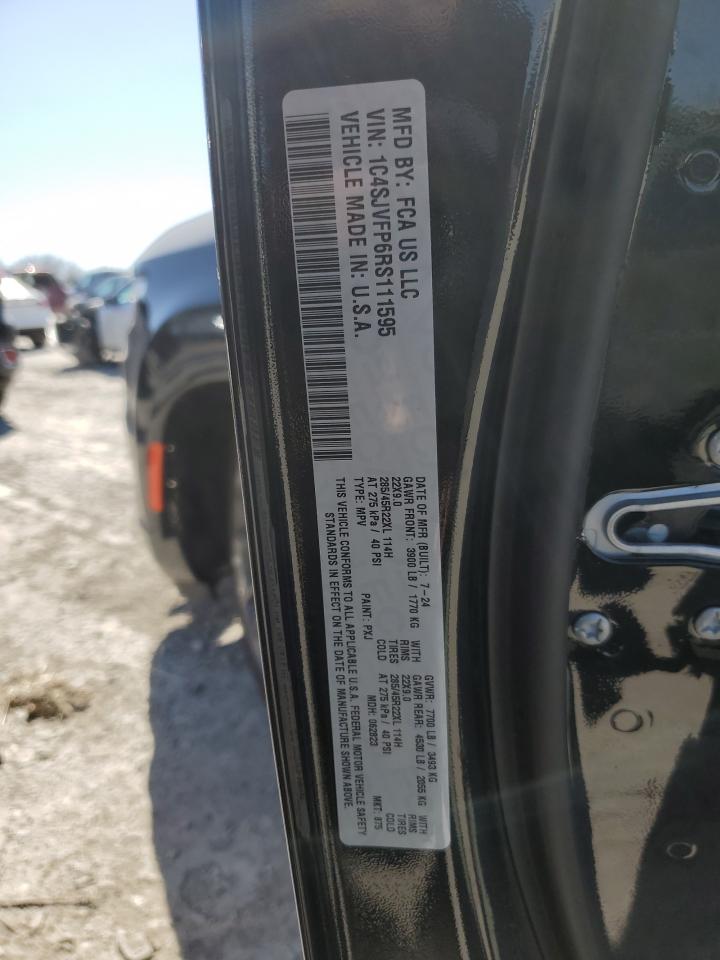 MFD BY: FCA US LLC
VIN: 1C4SJVFP6RS111595
VEHICLE MADE IN: U.S.A.
DATE OF MFR (BUILT): 7-24 GVWR: 7700 LB / 3493 KG
GAWR FRONT: 3900 LB / 1770 KG WITH GAWR REAR: 4530 LB / 2055 KG WITH
22X9.0 RIMS 22X9.0 RIMS
285/45R22XL 114H TIRES 285/45R22XL 114H TIRES
AT 275 kPa / 40 PSI COLD AT 275 kPa / 40 PSI COLD
TYPE: MPV PAINT: PXJ MDH: 062823 MKT: 875
THIS VEHICLE CONFORMS TO ALL APPLICABLE U.S.A. FEDERAL MOTOR VEHICLE SAFETY
STANDARDS IN EFFECT ON THE DATE OF MANUFACTURE SHOWN ABOVE.